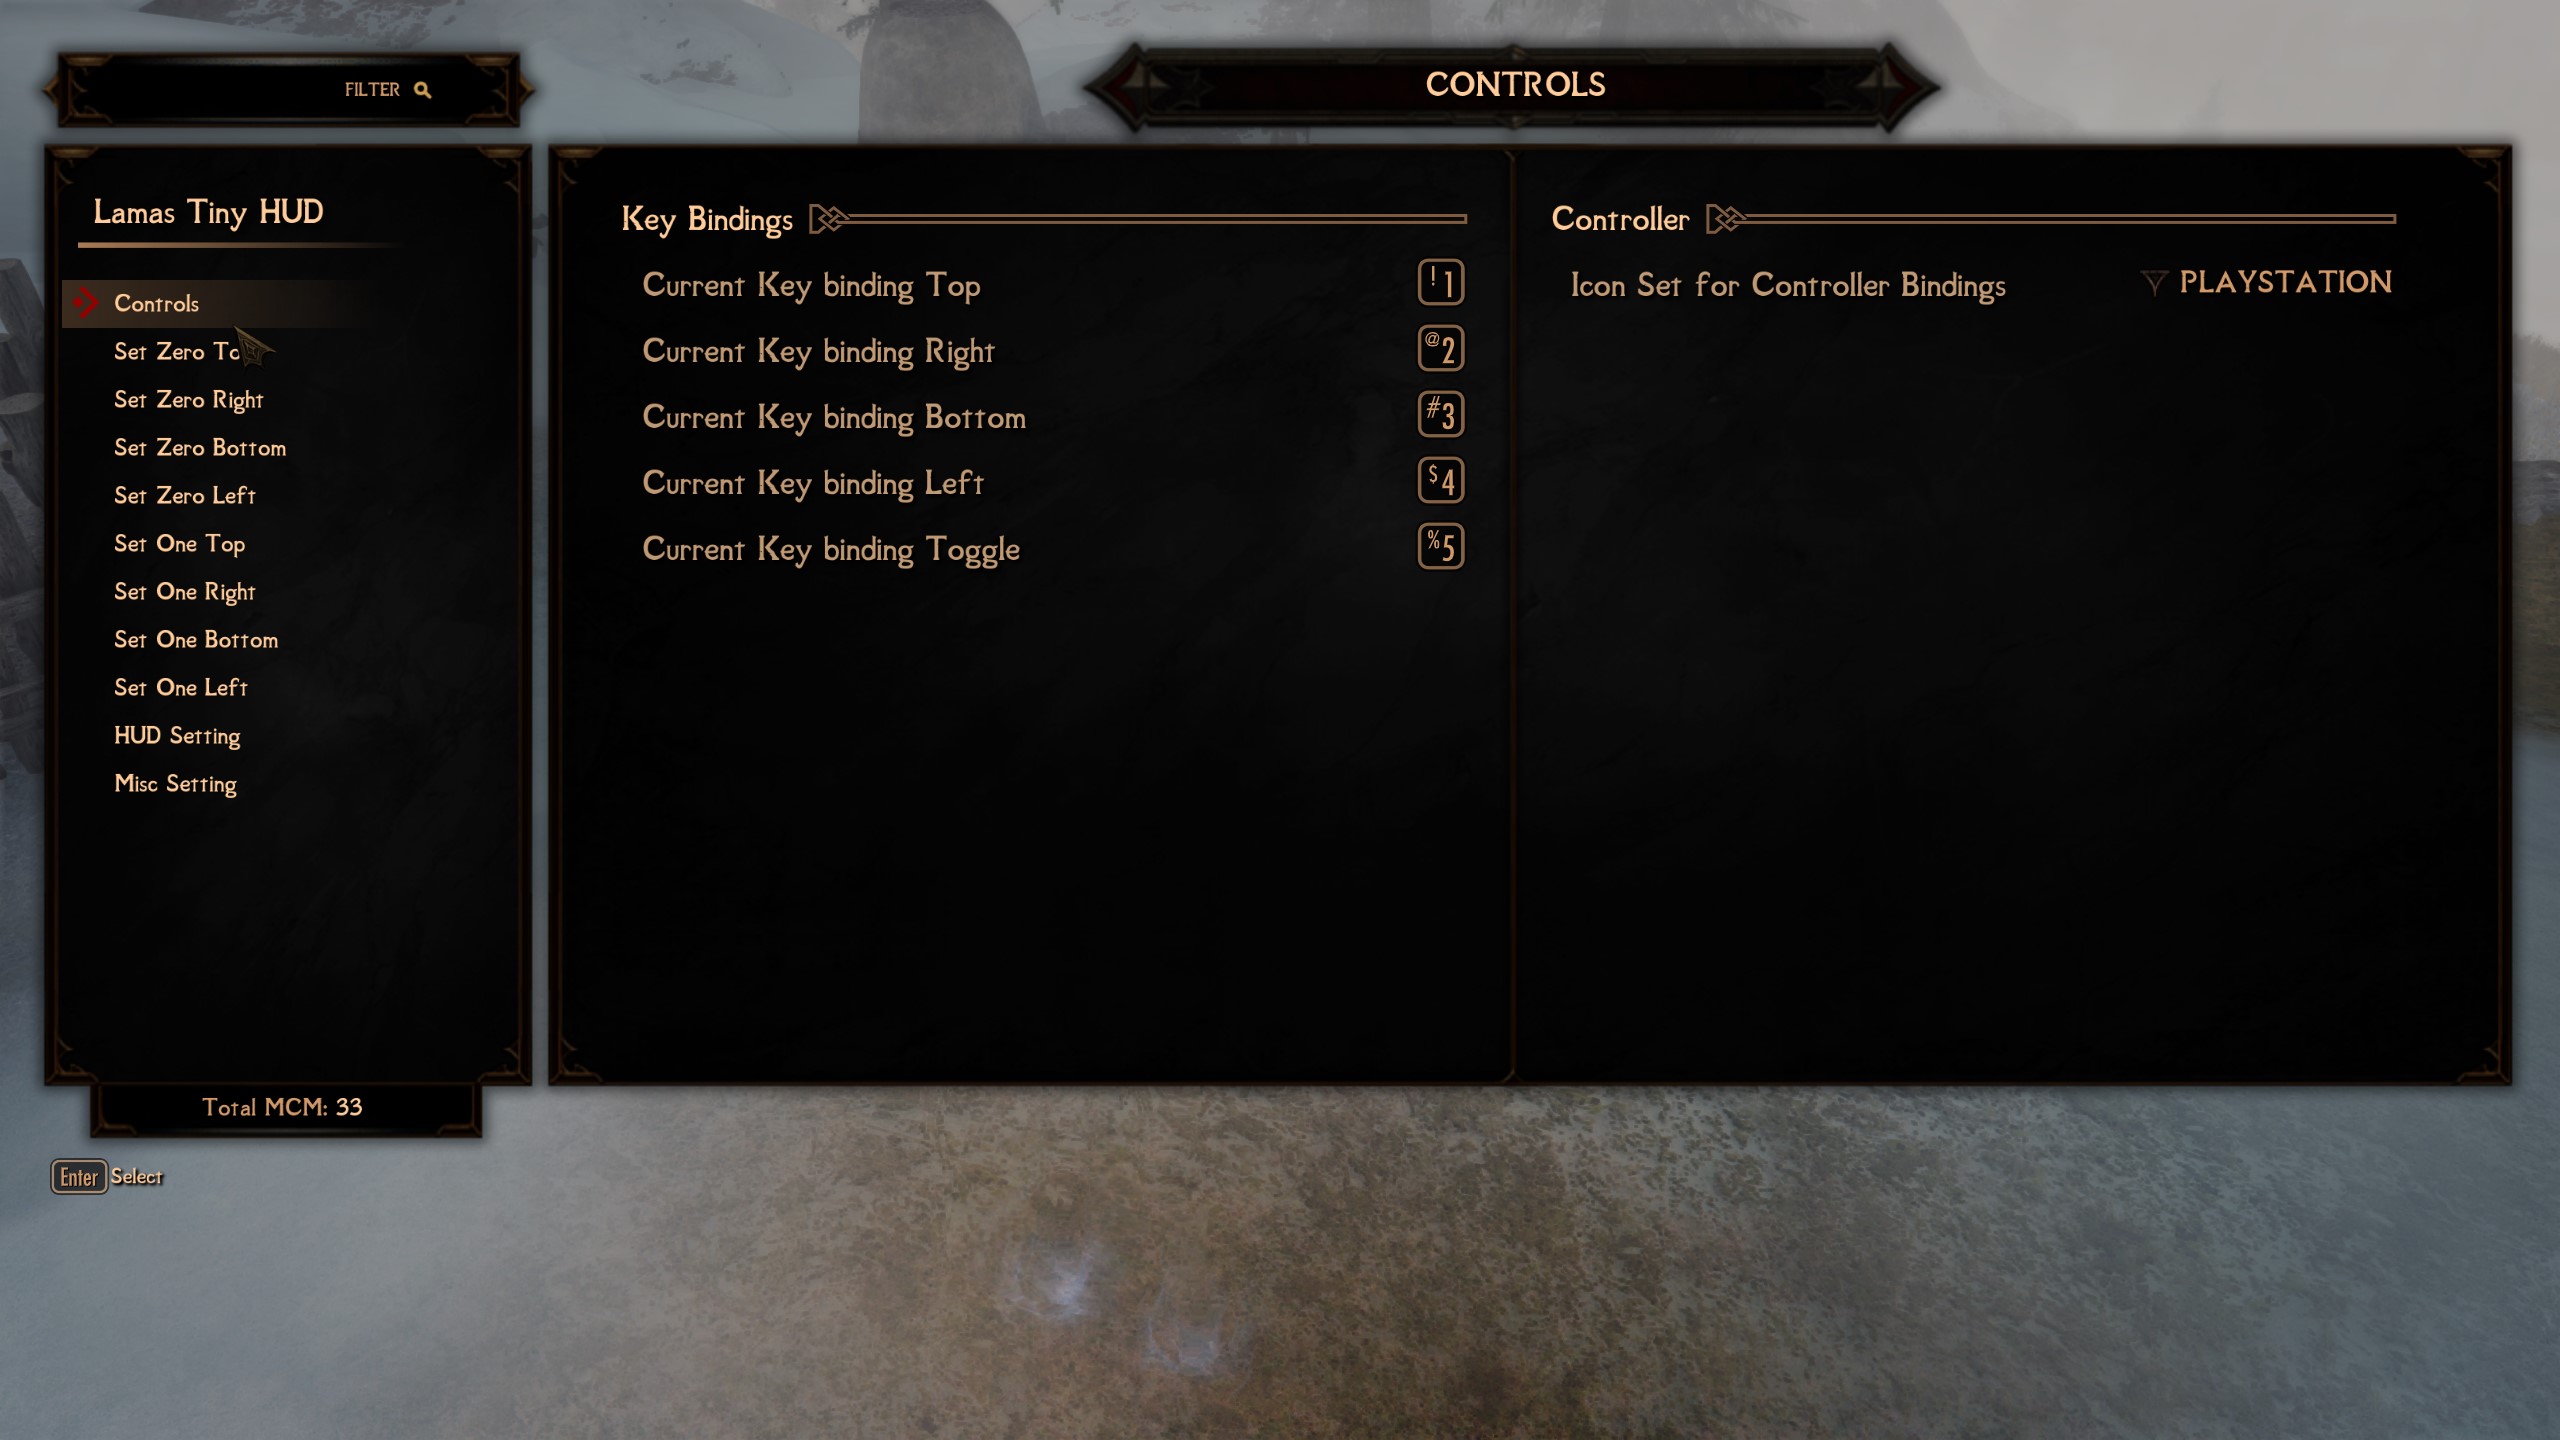 FILTER
CONTROLS
Lamas Tiny HUD
Controls
Set Zero To
Set Zero Right
Set Zero Bottom
Set Zero Left
Set One Top
Set One Right
Set One Bottom
Set One Left
HUD Setting
Misc Setting
Total MCM: 33
Enter Select
Key Bindings
Current Key binding Top !1
Current Key binding Right @2
Current Key binding Bottom #3
Current Key binding Left $4
Current Key binding Toggle %5
Controller
Icon Set for Controller Bindings PLAYSTATION